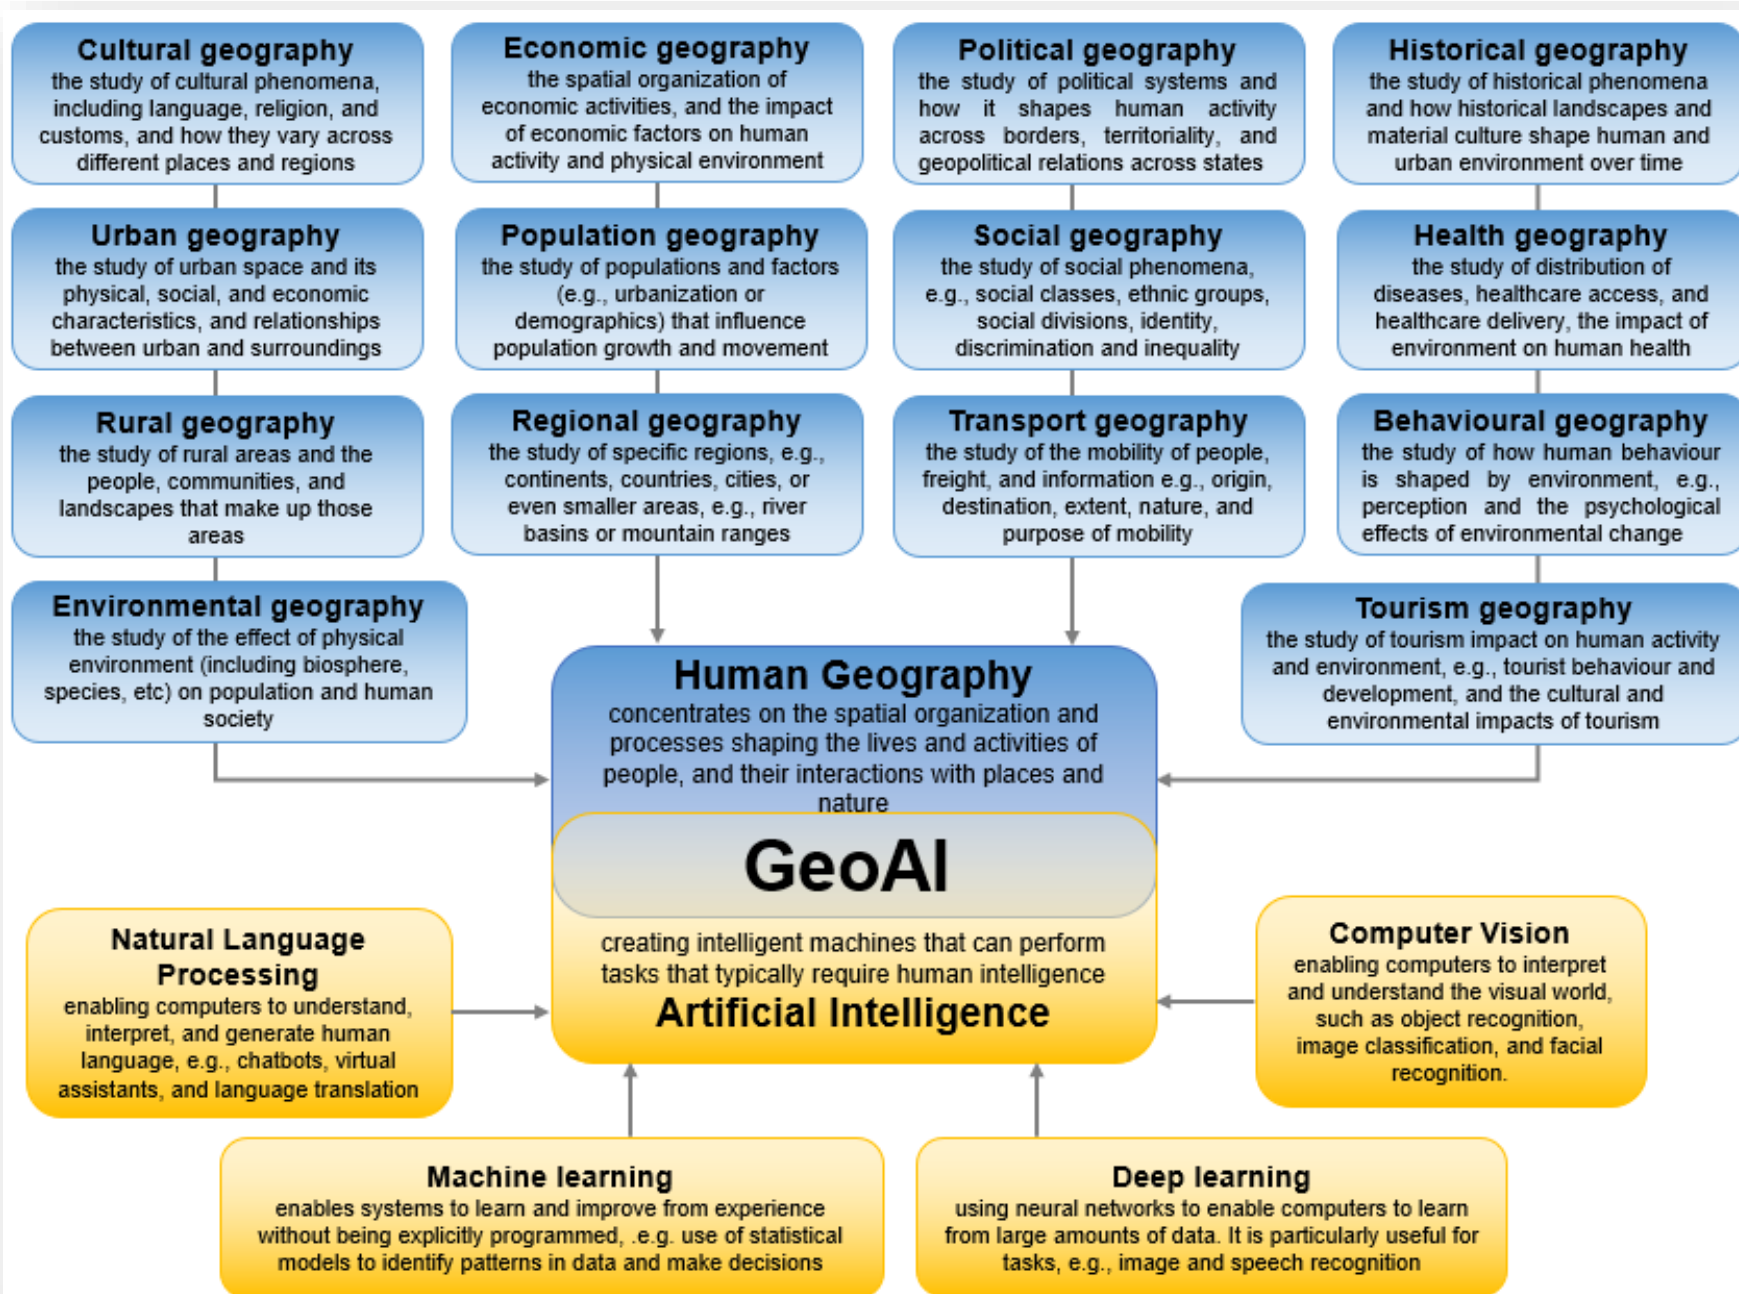 Cultural geography
the study of cultural phenomena,
including language, religion, and
customs, and how they vary across
different places and regions
Economic geography
the spatial organization of
economic activities, and the impact
of economic factors on human
activity and physical environment
Political geography
the study of political systems and
how it shapes human activity
across borders, territoriality, and
geopolitical relations across states
Historical geography
the study of historical phenomena
and how historical landscapes and
material culture shape human and
urban environment over time
Urban geography
the study of urban space and its
physical, social, and economic
characteristics, and relationships
between urban and surroundings
Population geography
the study of populations and factors
(e.g., urbanization or
demographics) that influence
population growth and movement
Social geography
the study of social phenomena,
e.g., social classes, ethnic groups,
social divisions, identity,
discrimination and inequality
Health geography
the study of distribution of
diseases, healthcare access, and
healthcare delivery, the impact of
environment on human health
Rural geography
the study of rural areas and the
people, communities, and
landscapes that make up those
areas
Regional geography
the study of specific regions, e.g.,
continents, countries, cities, or
even smaller areas, e.g., river
basins or mountain ranges
Transport geography
the study of the mobility of people,
freight, and information e.g., origin,
destination, extent, nature, and
purpose of mobility
Behavioural geography
the study of how human behaviour
is shaped by environment, e.g.,
perception and the psychological
effects of environmental change
Environmental geography
the study of the effect of physical
environment (including biosphere,
species, etc) on population and human
society
Tourism geography
the study of tourism impact on human activity
and environment, e.g., tourist behaviour and
development, and the cultural and
environmental impacts of tourism
Human Geography
concentrates on the spatial organization and
processes shaping the lives and activities of
people, and their interactions with places and
nature
GeoAI
creating intelligent machines that can perform
tasks that typically require human intelligence
Artificial Intelligence
Natural Language
Processing
enabling computers to understand,
interpret, and generate human
language, e.g., chatbots, virtual
assistants, and language translation
Computer Vision
enabling computers to interpret
and understand the visual world,
such as object recognition,
image classification, and facial
recognition.
Machine learning
enables systems to learn and improve from experience
without being explicitly programmed, .e.g. use of statistical
models to identify patterns in data and make decisions
Deep learning
using neural networks to enable computers to learn
from large amounts of data. It is particularly useful for
tasks, e.g., image and speech recognition